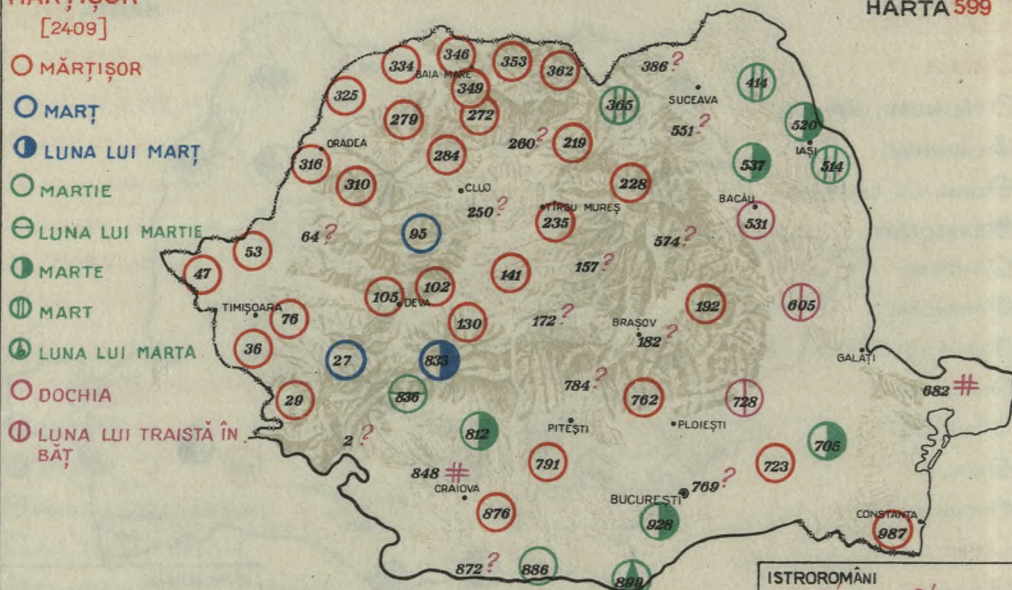 MĂRȚIȘOR
[2409]
HARTA 599
MĂRȚIȘOR
MARȚ
LUNA LUI MARȚ
MARTIE
LUNA LUI MARTIE
MARTE
MART
LUNA LUI MARTA
DOCHIA
LUNA LUI TRAISTĂ ÎN
BĂȚ
334
346
353
362
386 ?
BAIA MARE
349
325
365
SUCEAVA
414
279
272
551 ?
520
ORADEA
260 ?
219
IAȘI
316
284
537
514
310
CLUJ
228
BACĂU
250 ?
TÎRGU MUREȘ
235
531
64 ?
95
574 ?
53
157 ?
47
141
102
105
DEVA
192
605
TIMIȘOARA
76
130
172 ?
BRAȘOV
182 ?
36
27
833
GALAȚI
784 ?
682 #
29
836
762
728
812
PITEȘTI
PLOIEȘTI
2 ?
705
848 #
791
723
CRAIOVA
769 ?
BUCUREȘTI
876
928
CONSTANȚA
987
872 ?
886
899
ISTROROMÂNI